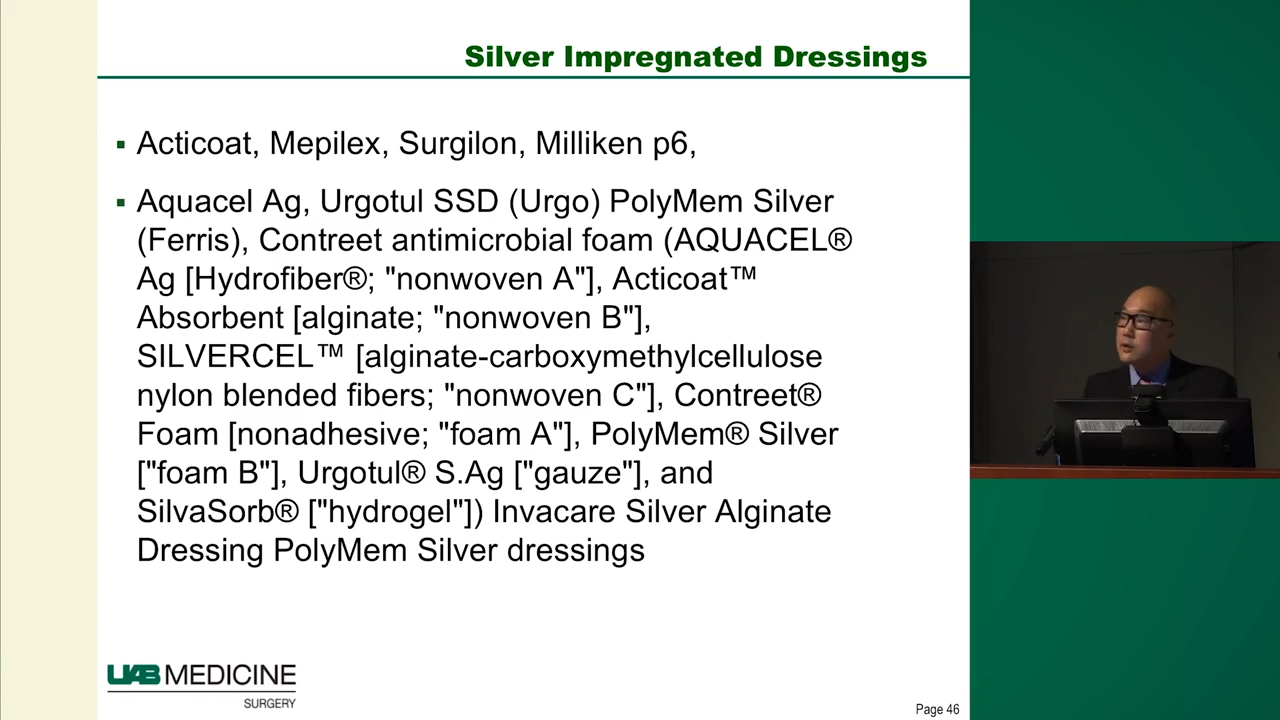 Silver Impregnated Dressings
▪ Acticoat, Mepilex, Surgilon, Milliken p6,
▪ Aquacel Ag, Urgotul SSD (Urgo) PolyMem Silver
(Ferris), Contreet antimicrobial foam (AQUACEL®
Ag [Hydrofiber®; "nonwoven A"], Acticoat™
Absorbent [alginate; "nonwoven B"],
SILVERCEL™ [alginate-carboxymethylcellulose
nylon blended fibers; "nonwoven C"], Contreet®
Foam [nonadhesive; "foam A"], PolyMem® Silver
["foam B"], Urgotul® S.Ag ["gauze"], and
SilvaSorb® ["hydrogel"]) Invacare Silver Alginate
Dressing PolyMem Silver dressings
UAB MEDICINE
SURGERY
Page 46